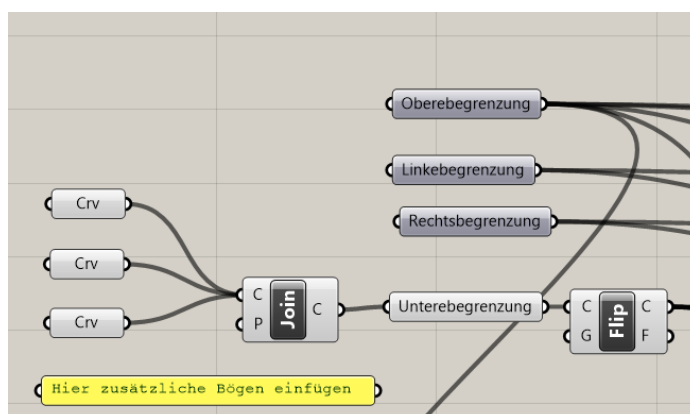 Oberebegrenzung
Linkebegrenzung
Rechtsbegrenzung
Crv
Crv
Crv
C
P
Join
C
Unterebegrenzung
C
G
Flip
C
F
Hier zusätzliche Bögen einfügen